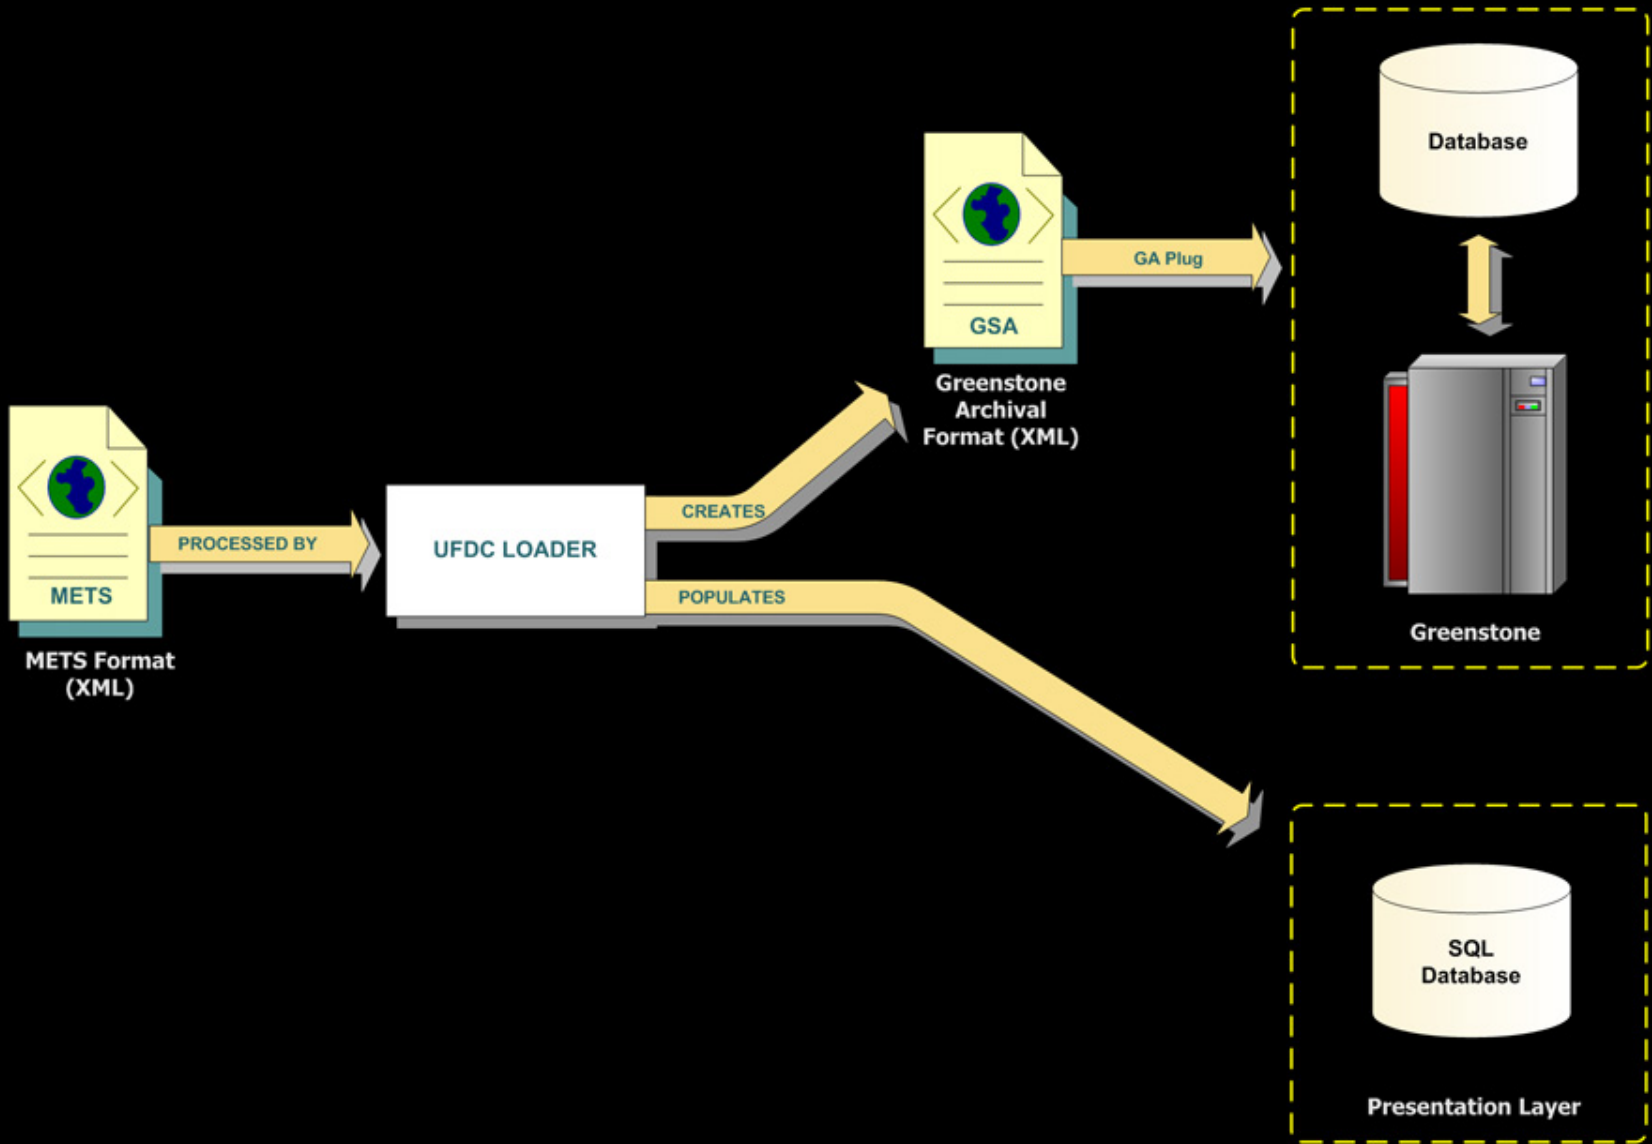 METS
METS Format
(XML)
PROCESSED BY
UFDC LOADER
CREATES
POPULATES
GSA
Greenstone
Archival
Format (XML)
GA Plug
Database
Greenstone
SQL
Database
Presentation Layer